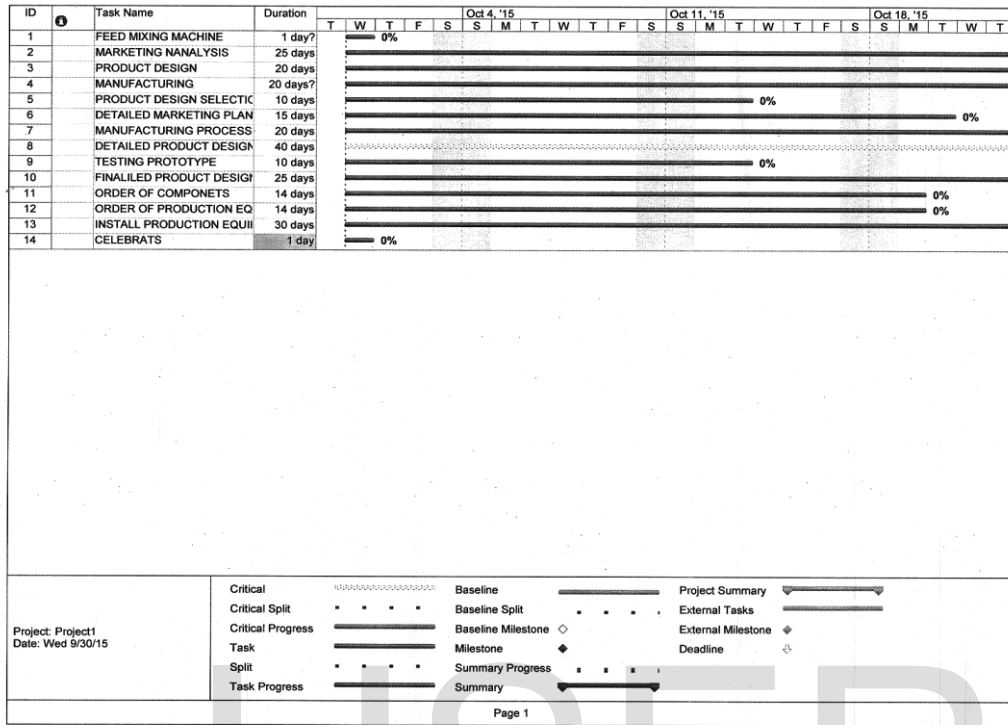 ID Task Name Duration Oct 4, '15 Oct 11, '15 Oct 18, '15
T W T F S S M T W T F S S M T W T F S S M T W T
1 FEED MIXING MACHINE 1 day? 0%
2 MARKETING NANALYSIS 25 days
3 PRODUCT DESIGN 20 days
4 MANUFACTURING 20 days?
5 PRODUCT DESIGN SELECTIC 10 days 0%
6 DETAILED MARKETING PLAN 15 days 0%
7 MANUFACTURING PROCESS 20 days
8 DETAILED PRODUCT DESIGN 40 days
9 TESTING PROTOTYPE 10 days 0%
10 FINALILED PRODUCT DESIGN 25 days
11 ORDER OF COMPONETS 14 days 0%
12 ORDER OF PRODUCTION EQ 14 days 0%
13 INSTALL PRODUCTION EQUII 30 days
14 CELEBRATS 1 day 0%
Project: Project1
Date: Wed 9/30/15
Critical Baseline Project Summary
Critical Split Baseline Split External Tasks
Critical Progress Baseline Milestone External Milestone
Task Milestone Deadline
Split Summary Progress
Task Progress Summary
Page 1